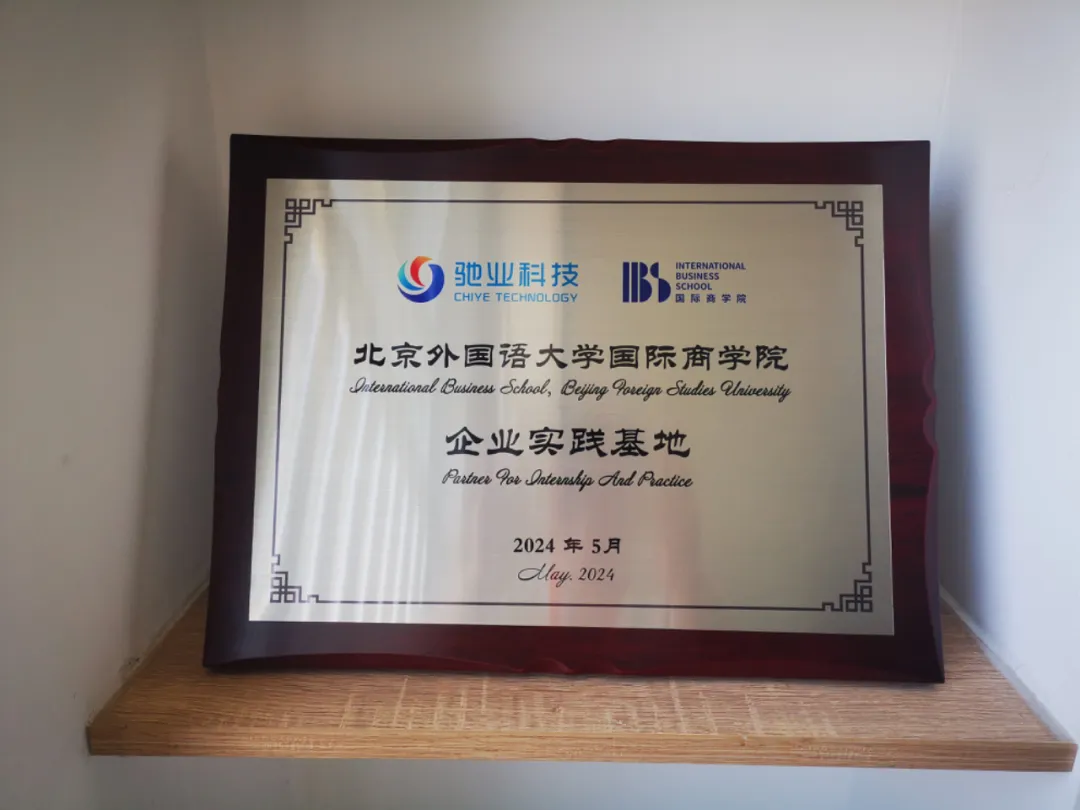 驰业科技
CHIYE TECHNOLOGY
IBS
INTERNATIONAL
BUSINESS
SCHOOL
国际商学院
北京外国语大学国际商学院
International Business School, Beijing Foreign Studies University
企业实践基地
Partner For Internship And Practice
2024 年 5月
May. 2024